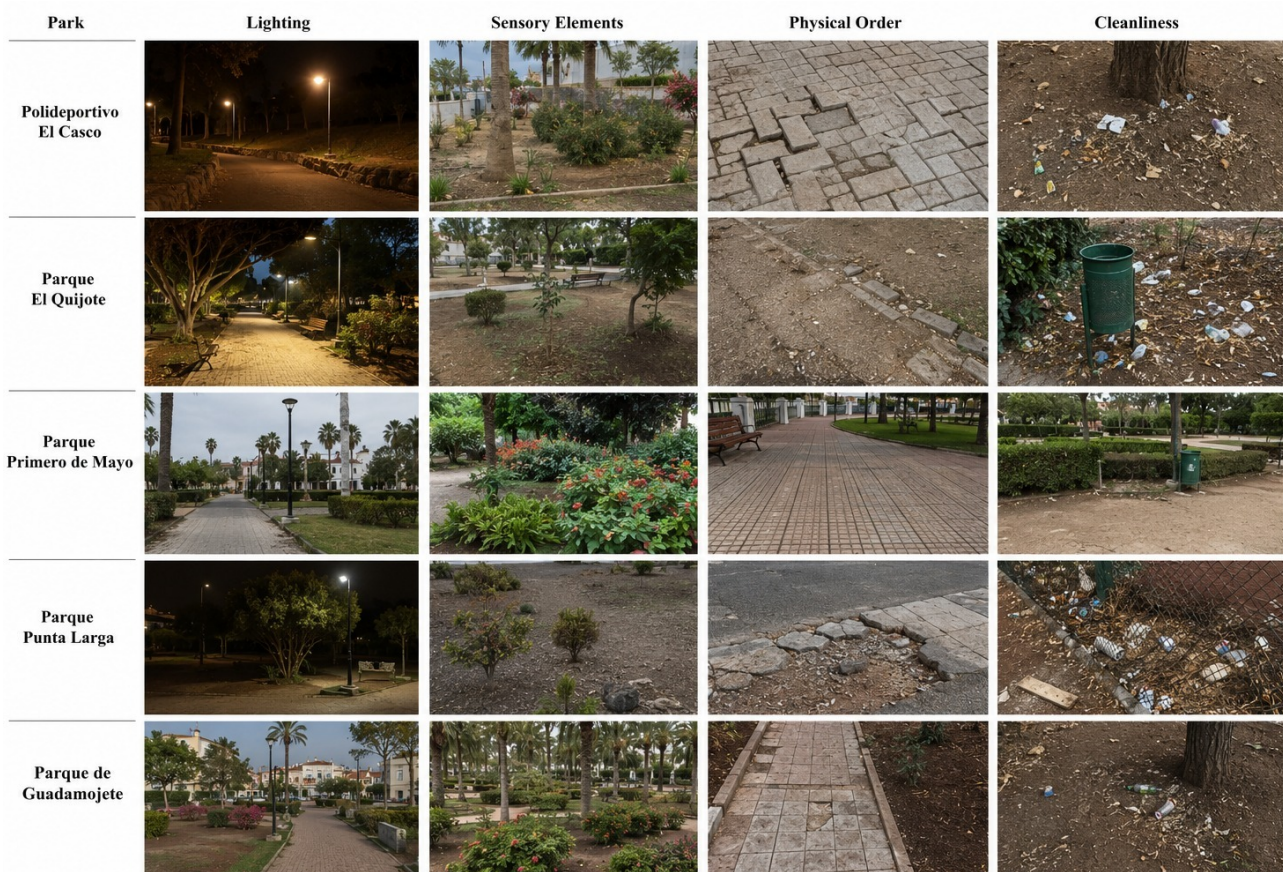 Park Lighting Sensory Elements Physical Order Cleanliness
Polideportivo
El Casco
Parque
El Quijote
Parque
Primero de Mayo
Parque
Punta Larga
Parque de
Guadamojete